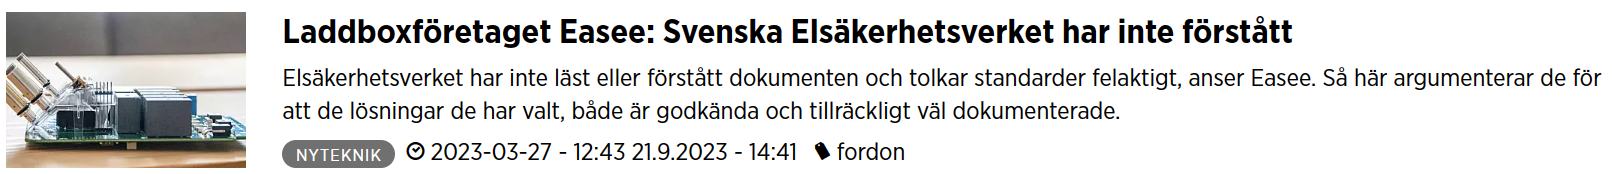 Laddboxföretaget Easee: Svenska Elsäkerhetsverket har inte förstått
Elsäkerhetsverket har inte läst eller förstått dokumenten och tolkar standarder felaktigt, anser Easee. Så här argumenterar de för
att de lösningar de har valt, både är godkända och tillräckligt väl dokumenterade.
NYTEKNIK 2023-03-27 - 12:43 21.9.2023 - 14:41 fordon